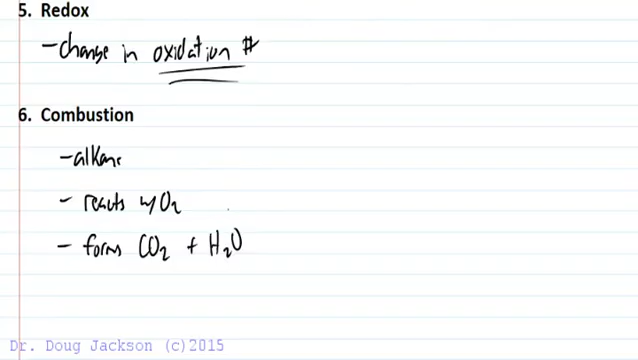 5. Redox
-change in oxidation #
6. Combustion
-alkane
- reacts w/ O2
- forms CO2 + H2O
Dr. Doug Jackson (c)2015